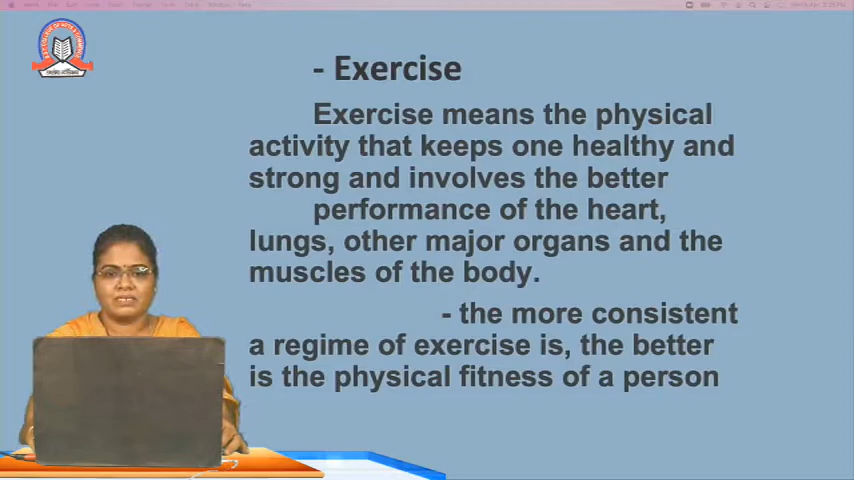 - Exercise
Exercise means the physical
activity that keeps one healthy and
strong and involves the better
performance of the heart,
lungs, other major organs and the
muscles of the body.
- the more consistent
a regime of exercise is, the better
is the physical fitness of a person